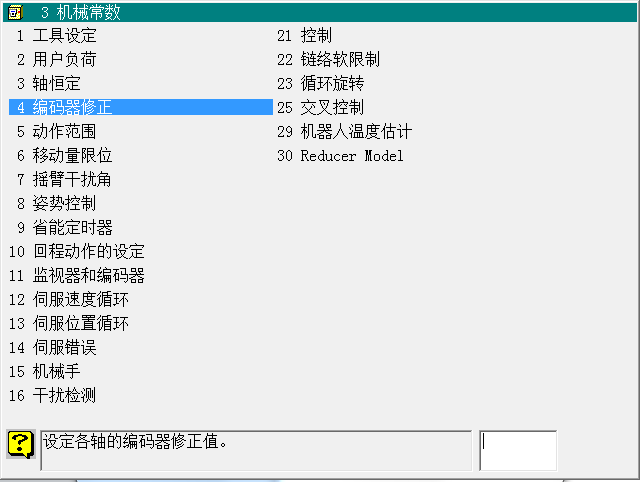 3 机械常数
1 工具设定
2 用户负荷
3 轴恒定
4 编码器修正
5 动作范围
6 移动量限位
7 摇臂干扰角
8 姿势控制
9 省能定时器
10 回程动作的设定
11 监视器和编码器
12 伺服速度循环
13 伺服位置循环
14 伺服错误
15 机械手
16 干扰检测
21 控制
22 链络软限制
23 循环旋转
25 交叉控制
29 机器人温度估计
30 Reducer Model
设定各轴的编码器修正值。